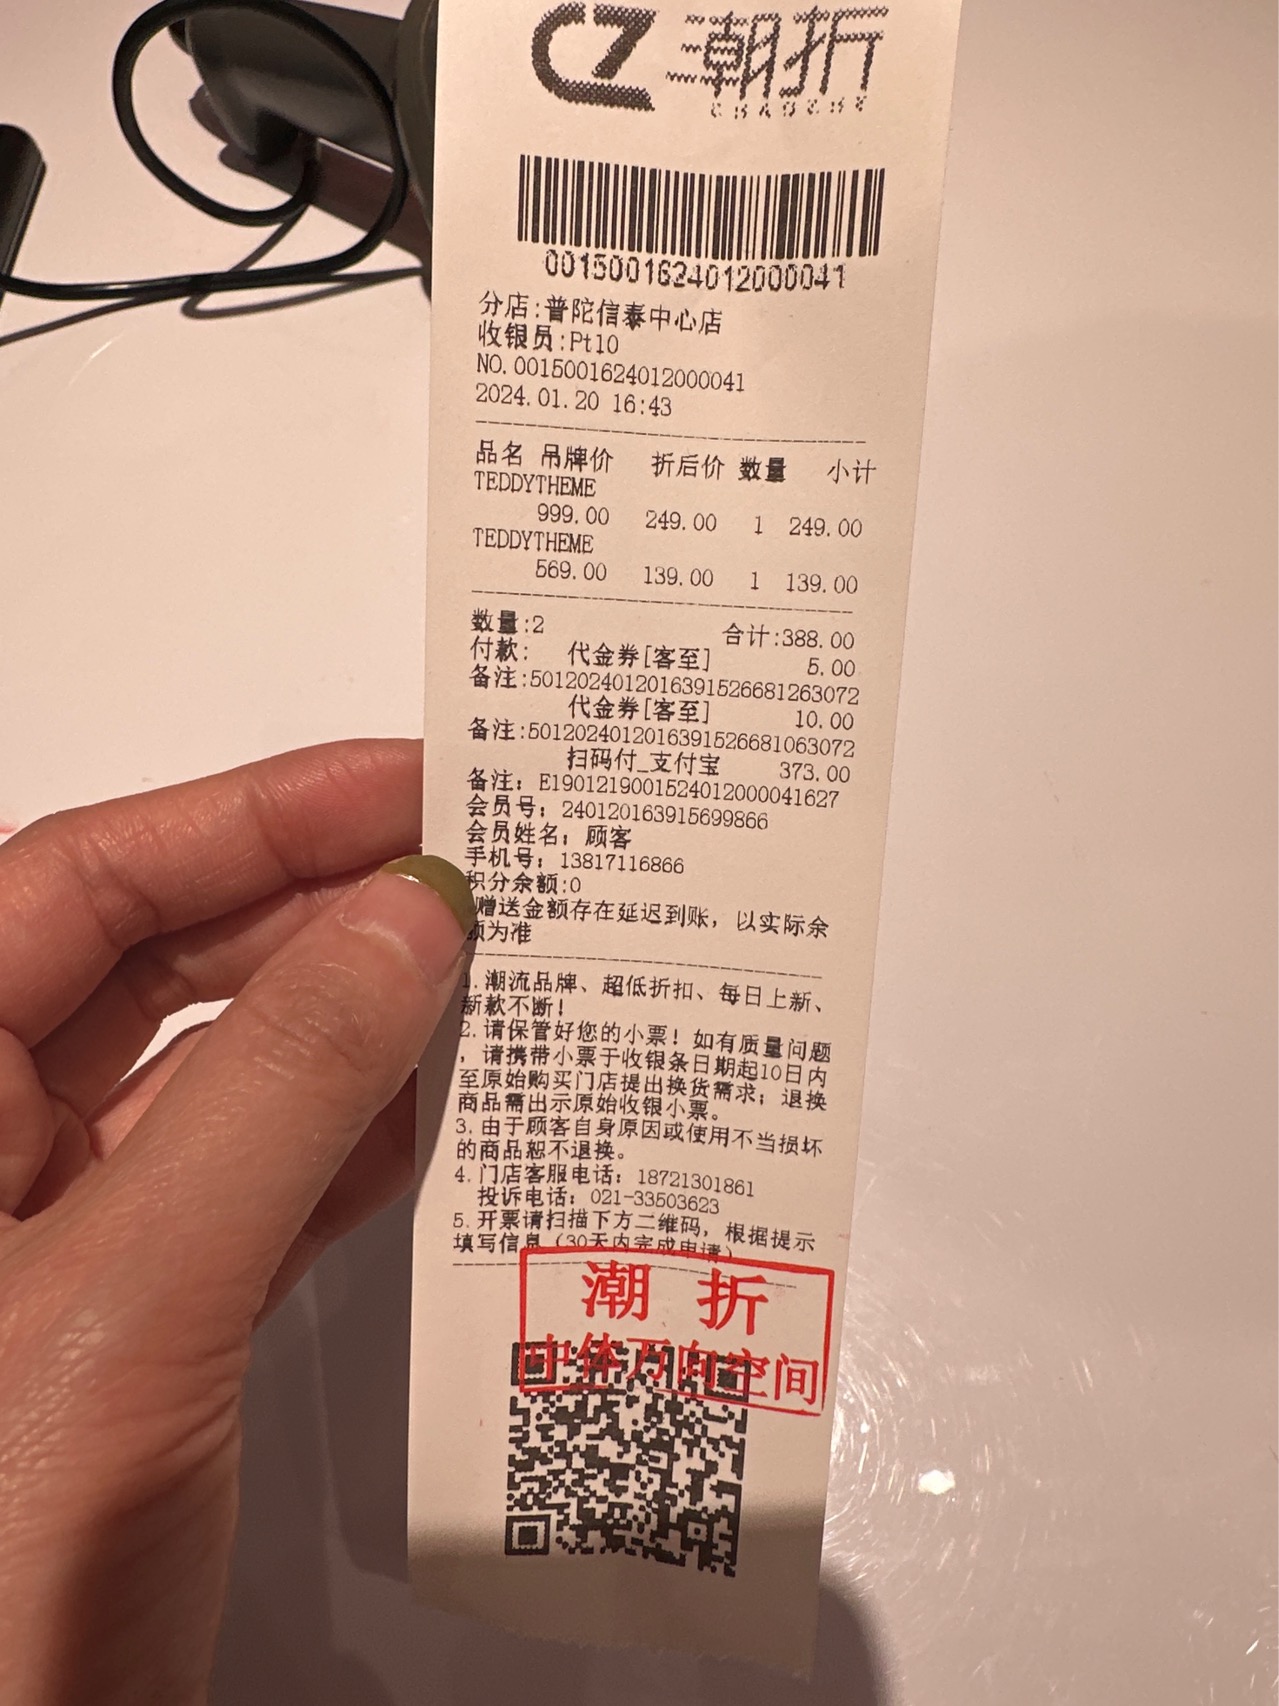 CZ 潮折
CHAOZHE
0015001624012000041
分店:普陀信泰中心店
收银员:Pt10
NO.0015001624012000041
2024.01.20 16:43
品名 吊牌价 折后价 数量 小计
TEDDYTHEME
999.00 249.00 1 249.00
TEDDYTHEME
569.00 139.00 1 139.00
数量:2 合计:388.00
付款: 代金券[客至] 5.00
备注:5012024012016391526681263072
代金券[客至] 10.00
备注:5012024012016391526681063072
扫码付_支付宝 373.00
备注: E1901219001524012000041627
会员号: 240120163915699866
会员姓名: 顾客
手机号: 13817116866
积分余额:0
赠送金额存在延迟到账, 以实际余
额为准
1.潮流品牌、超低折扣、每日上新、
新款不断!
2.请保管好您的小票! 如有质量问题
, 请携带小票于收银条日期起10日内
至原始购买门店提出换货需求; 退换
商品需出示原始收银小票。
3.由于顾客自身原因或使用不当损坏
的商品恕不退换。
4.门店客服电话: 18721301861
投诉电话: 021-33503623
5.开票请扫描下方二维码, 根据提示
填写信息 (30天内完成申请)
潮 折
中体万向空间